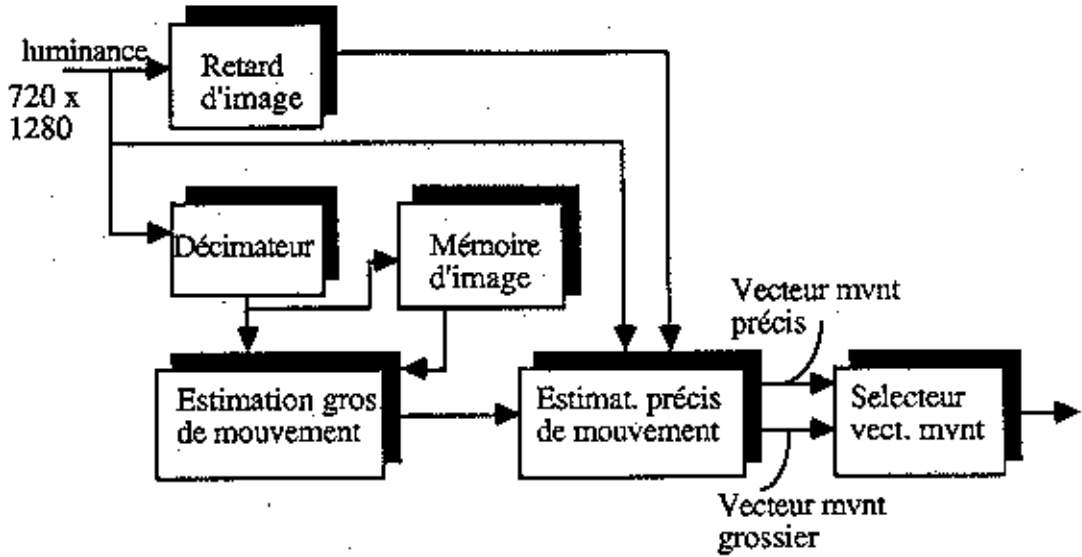 luminance
720 x
1280
Retard
d'image
Décimateur
Mémoire
d'image
Vecteur mvnt
précis
Estimation gros
de mouvement
Estimat. précis
de mouvement
Selecteur
vect. mvnt
Vecteur mvnt
grossier